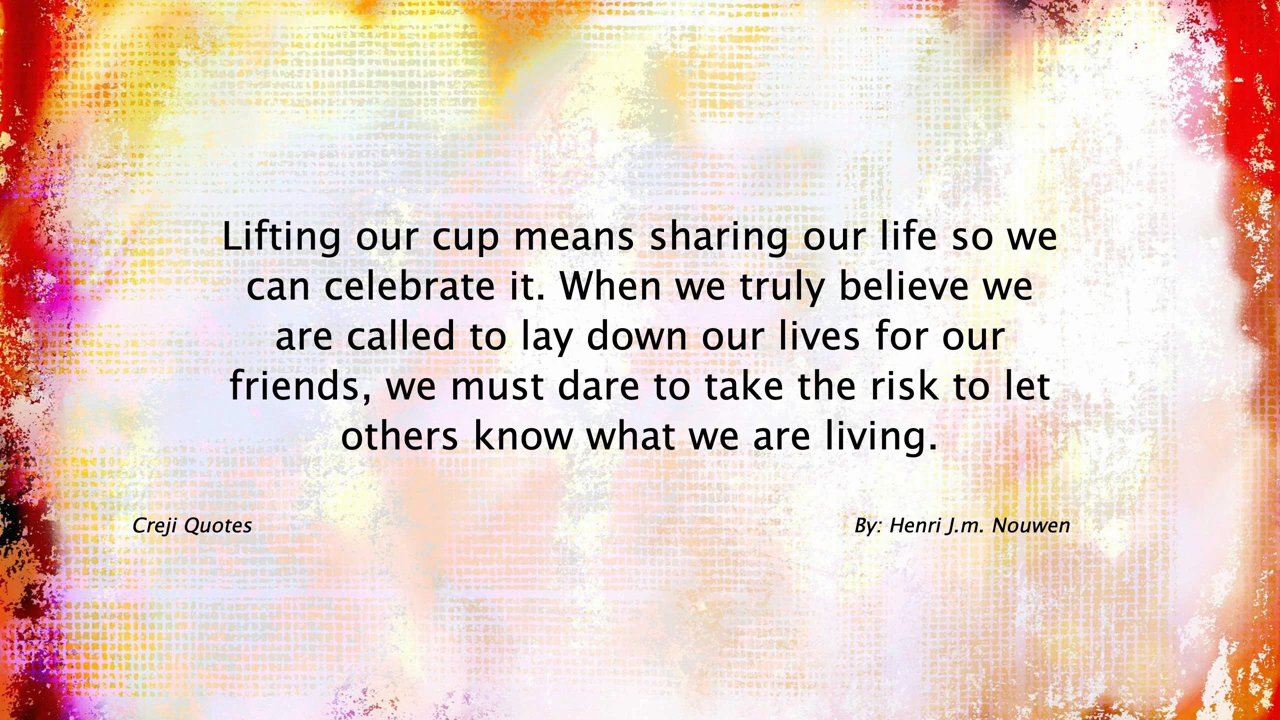 Lifting our cup means sharing our life so we
can celebrate it. When we truly believe we
are called to lay down our lives for our
friends, we must dare to take the risk to let
others know what we are living.
Creji Quotes
By: Henri J.m. Nouwen